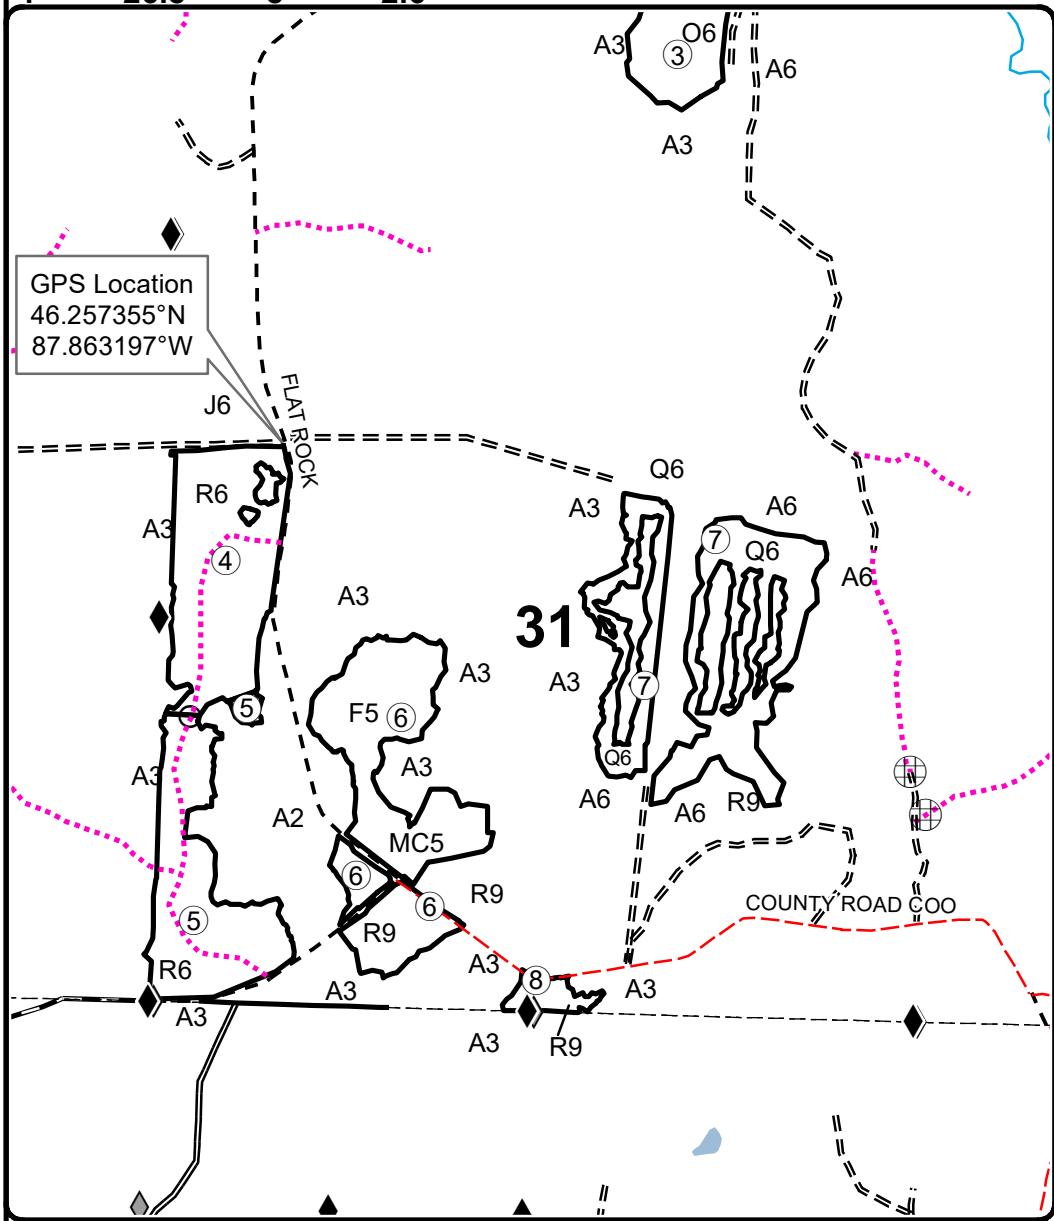 A3
O6
3
A6
A3
GPS Location
46.257355°N
87.863197°W
J6
FLAT ROCK
Q6
R6
A3
A6
A3
7
Q6
4
A6
A3
31
A3
A3
7
5
F5
6
A3
A3
Q6
A6
A6
R9
A2
MC5
6
R9
6
COUNTY ROAD COO
5
R9
A3
R6
8
A3
A3
A3
A3
R9